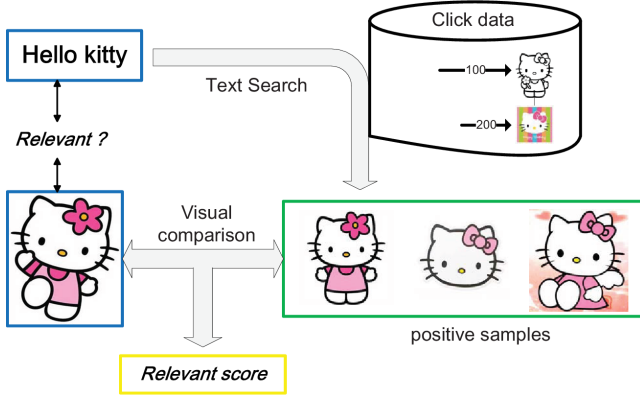 Click data
Hello kitty
100
Text Search
200
Relevant ?
Visual
comparison
positive samples
Relevant score